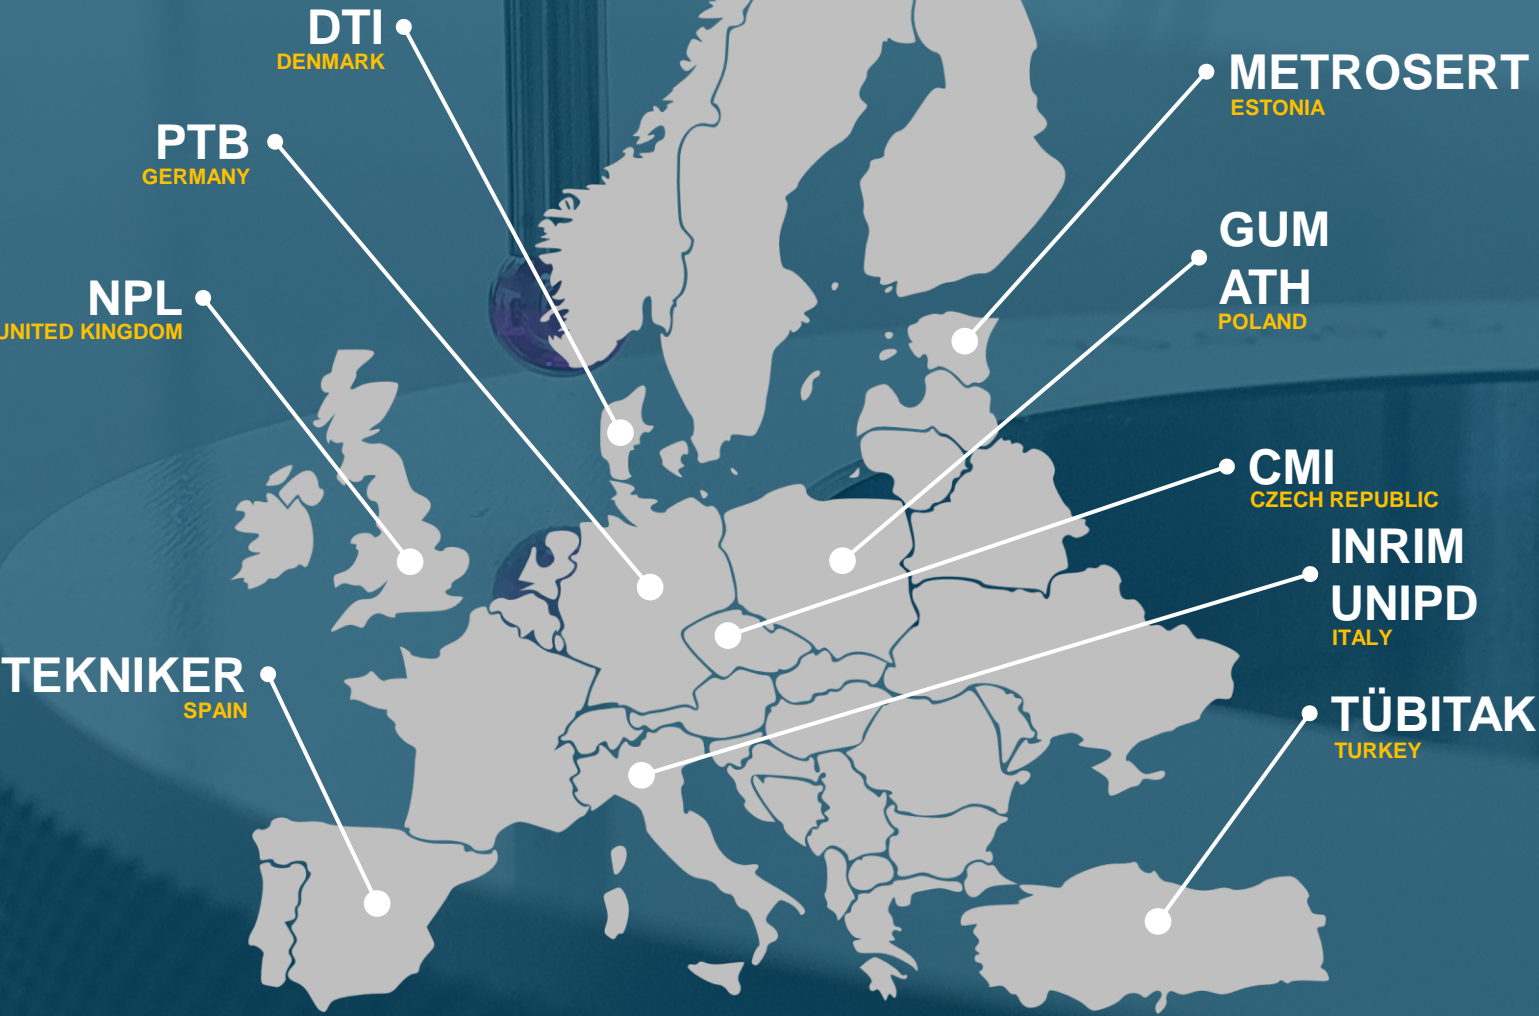 DTI
DENMARK
PTB
GERMANY
NPL
UNITED KINGDOM
TEKNIKER
SPAIN
METROSERT
ESTONIA
GUM
ATH
POLAND
CMI
CZECH REPUBLIC
INRIM
UNIPD
ITALY
TÜBITAK
TURKEY